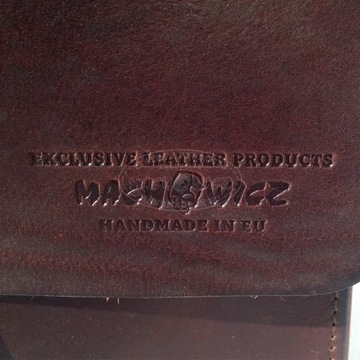 EXCLUSIVE LEATHER PRODUCTS
MACHOWICZ
HANDMADE IN EU